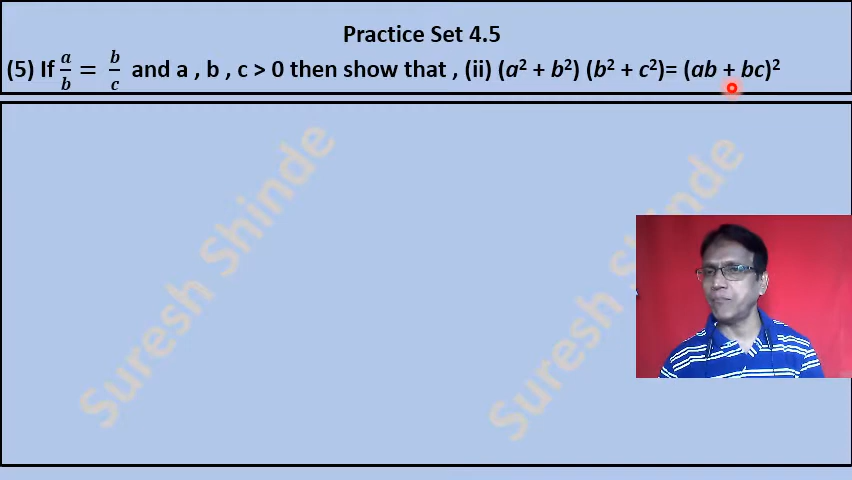 Practice Set 4.5
(5) If a/b = b/c and a , b , c > 0 then show that , (ii) (a² + b²) (b² + c²)= (ab + bc)²
Suresh Shinde
Suresh Shinde